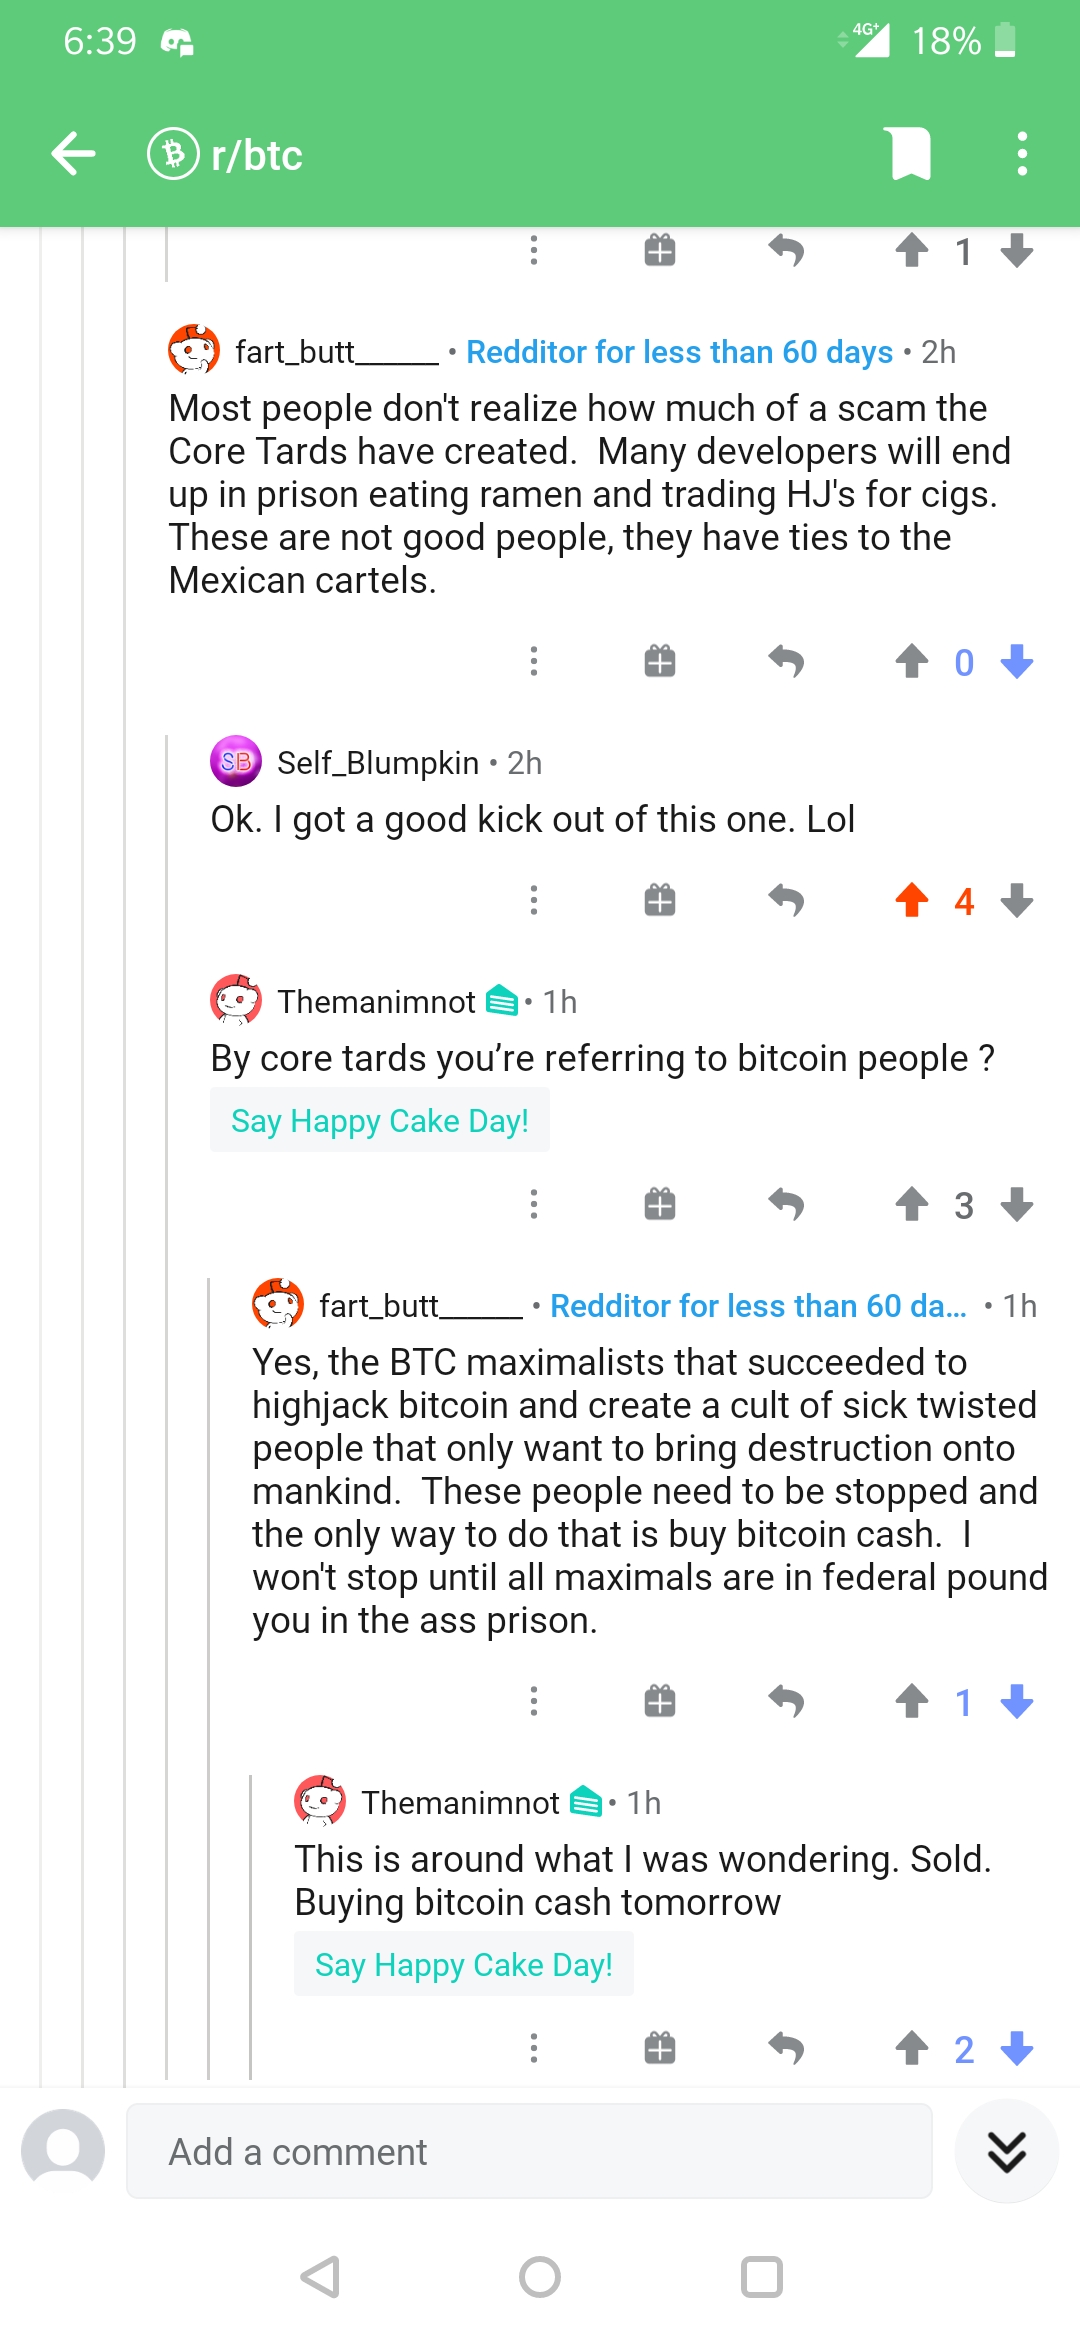 6:39 4G+ 18%
r/btc
1
fart_butt______ • Redditor for less than 60 days • 2h
Most people don't realize how much of a scam the
Core Tards have created.  Many developers will end
up in prison eating ramen and trading HJ's for cigs.
These are not good people, they have ties to the
Mexican cartels.
0
SB Self_Blumpkin • 2h
Ok. I got a good kick out of this one. Lol
4
Themanimnot • 1h
By core tards you’re referring to bitcoin people ?
Say Happy Cake Day!
3
fart_butt______ • Redditor for less than 60 da... • 1h
Yes, the BTC maximalists that succeeded to
highjack bitcoin and create a cult of sick twisted
people that only want to bring destruction onto
mankind.  These people need to be stopped and
the only way to do that is buy bitcoin cash.  I
won't stop until all maximals are in federal pound
you in the ass prison.
1
Themanimnot • 1h
This is around what I was wondering. Sold.
Buying bitcoin cash tomorrow
Say Happy Cake Day!
2
Add a comment